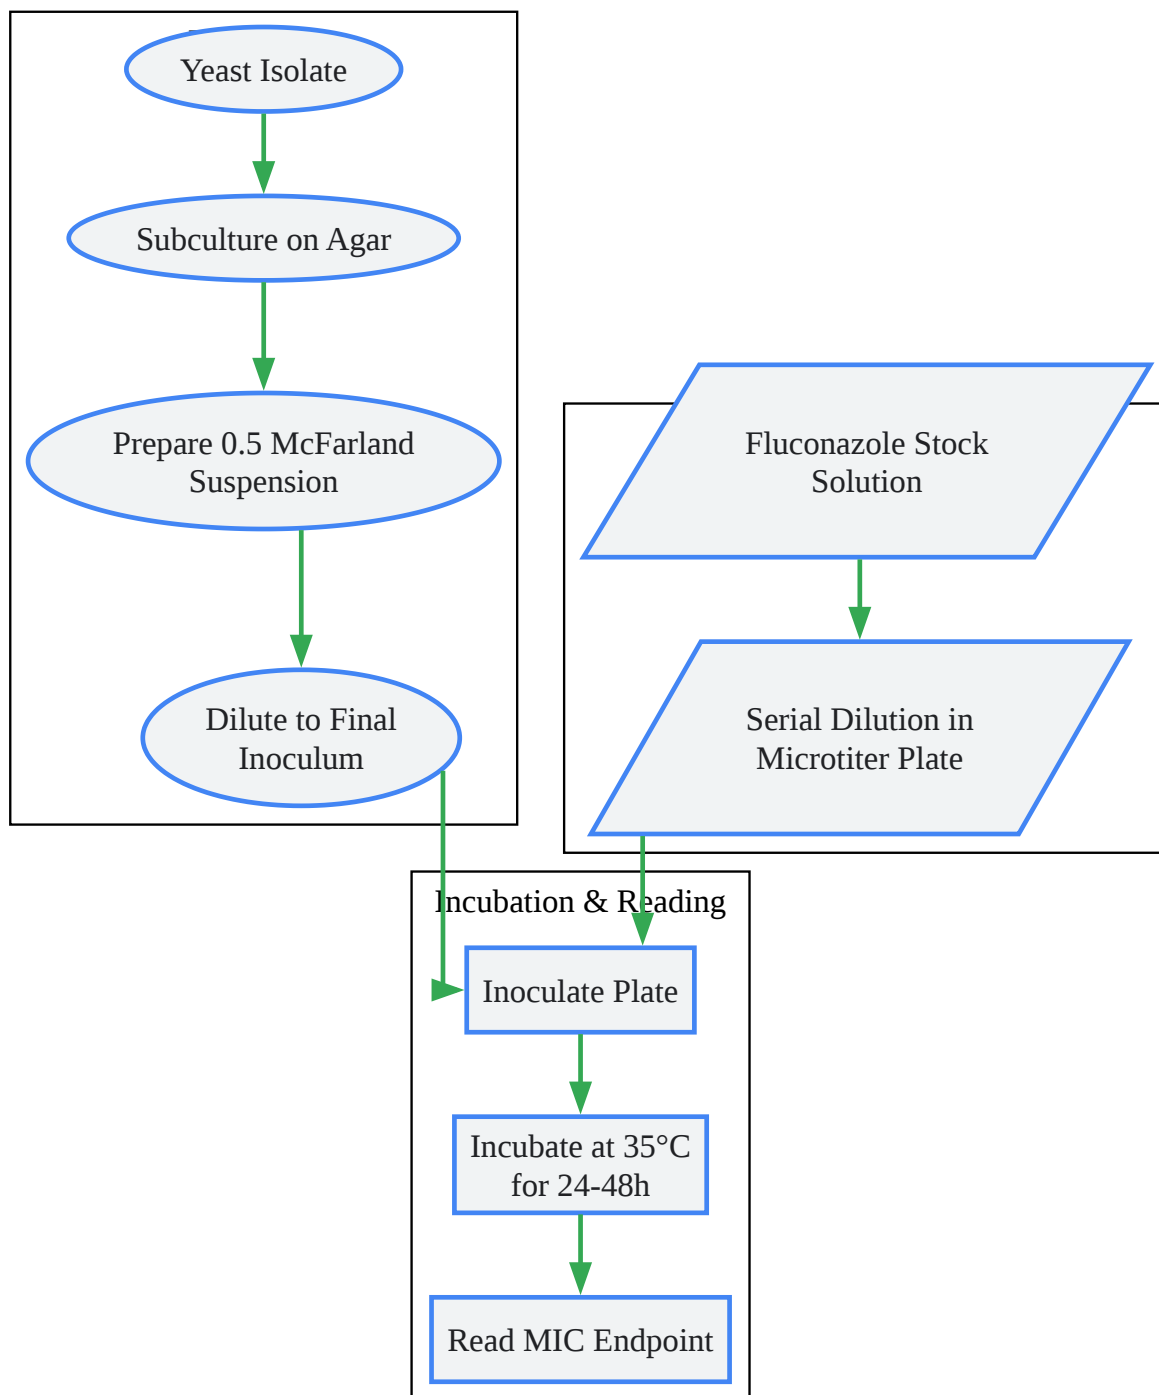 Yeast Isolate
Subculture on Agar
Prepare 0.5 McFarland
Suspension
Dilute to Final
Inoculum
Fluconazole Stock
Solution
Serial Dilution in
Microtiter Plate
Incubation & Reading
Inoculate Plate
Incubate at 35°C
for 24-48h
Read MIC Endpoint